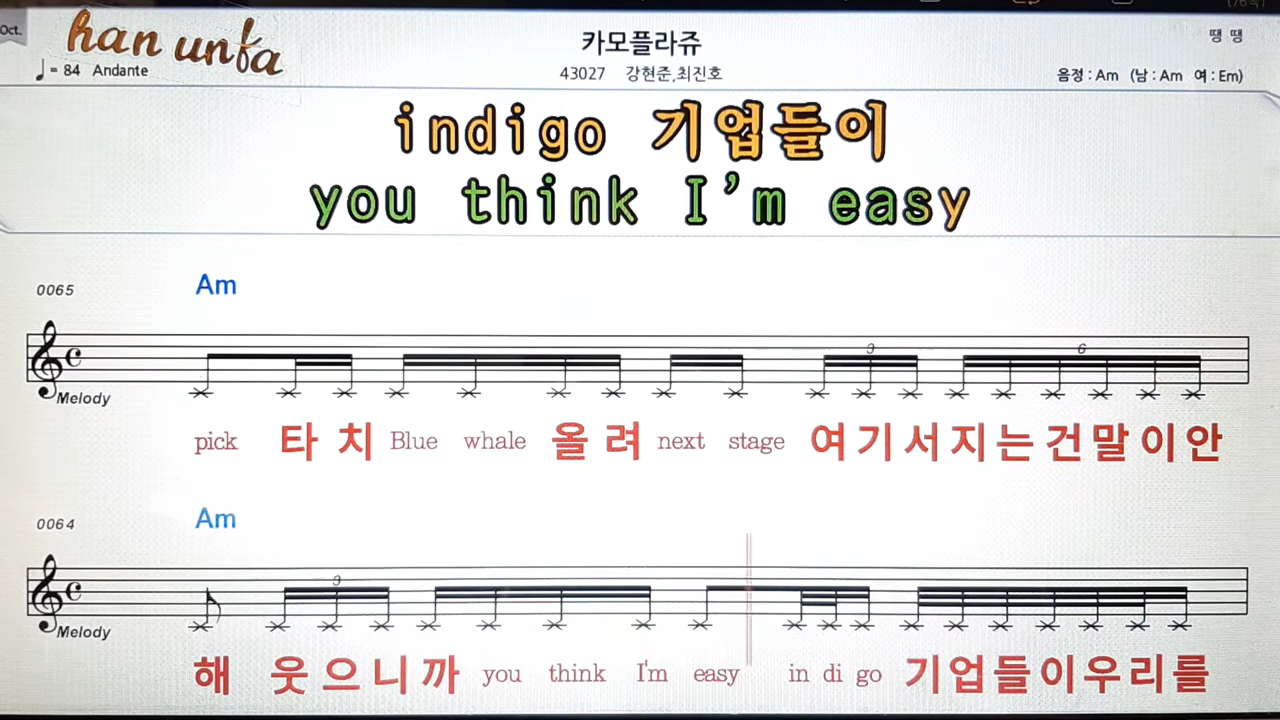 Oct.
han unfa
땡 땡
카모플라쥬
♩= 84 Andante
43027 강현준,최진호
음정 : Am (남 : Am 여 : Em)
indigo 기업들이
you think I'm easy
0065
Am
3
6
Melody
pick 타 치 Blue whale 올 려 next stage 여기서지는건말이안
0064
Am
3
Melody
해 웃으니까 you think I'm easy in di go 기업들이우리를